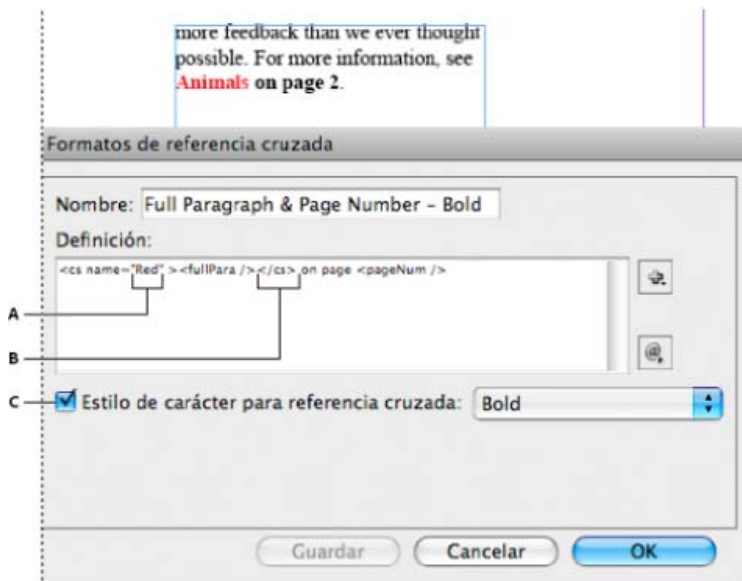 more feedback than we ever thought
possible. For more information, see
Animals on page 2.
Formatos de referencia cruzada
Nombre: Full Paragraph & Page Number – Bold
Definición:
<cs name="Red" ><fullPara /></cs> on page <pageNum />
A
B
C
Estilo de carácter para referencia cruzada: Bold
Guardar Cancelar OK